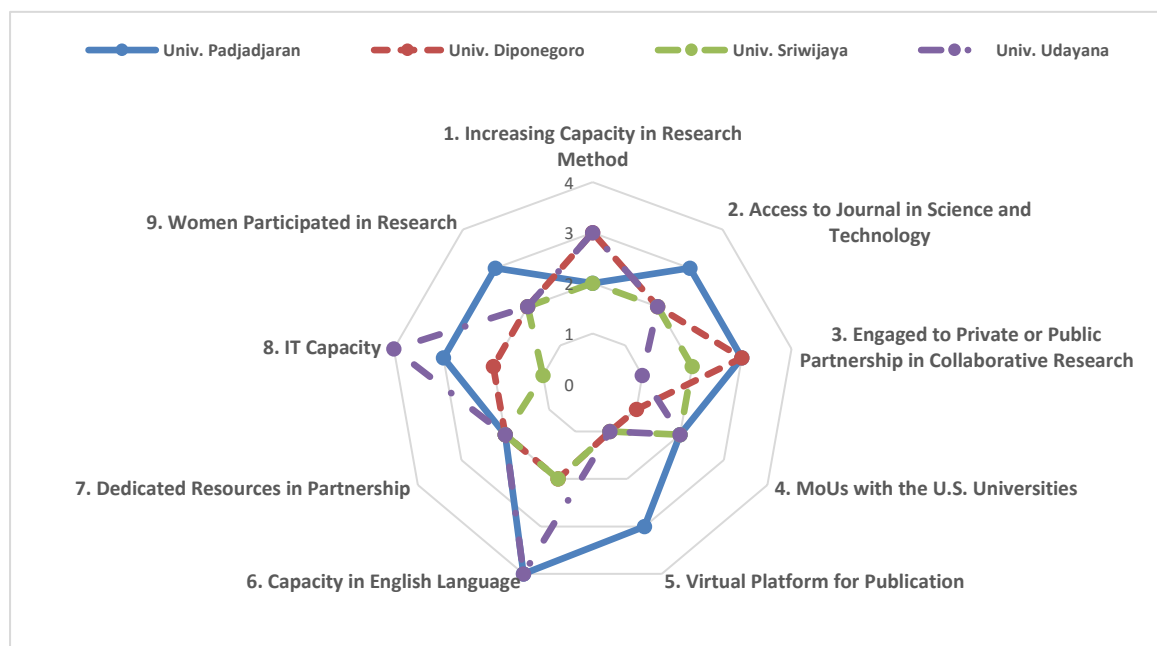 Univ. Padjadjaran Univ. Diponegoro Univ. Sriwijaya Univ. Udayana
1. Increasing Capacity in Research
Method
4
3
2
1
0
2. Access to Journal in Science and
Technology
3. Engaged to Private or Public
Partnership in Collaborative Research
4. MoUs with the U.S. Universities
5. Virtual Platform for Publication
6. Capacity in English Language
7. Dedicated Resources in Partnership
8. IT Capacity
9. Women Participated in Research